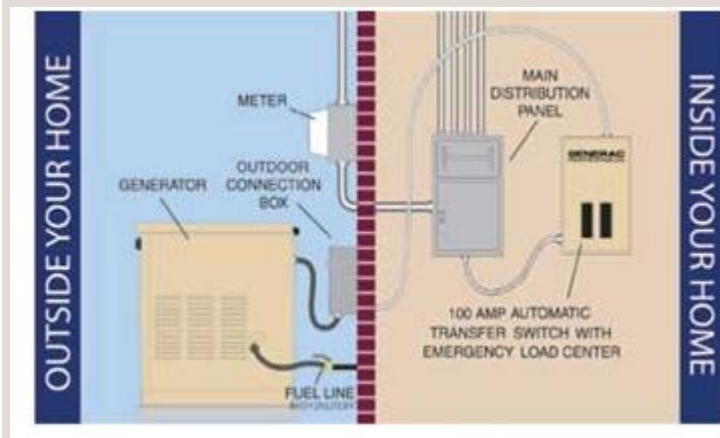 OUTSIDE YOUR HOME
METER
GENERATOR
OUTDOOR
CONNECTION
BOX
FUEL LINE
MAIN
DISTRIBUTION
PANEL
GENERAC
100 AMP AUTOMATIC
TRANSFER SWITCH WITH
EMERGENCY LOAD CENTER
INSIDE YOUR HOME